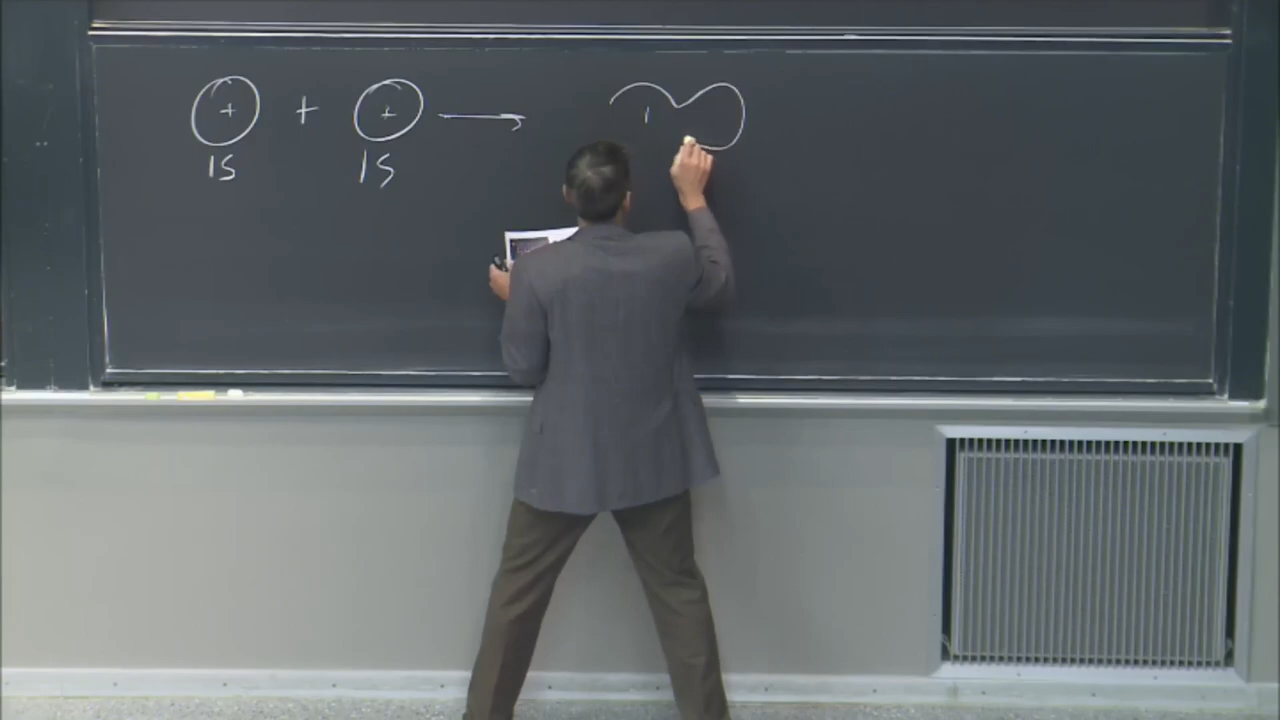 + + + →
1S 1S